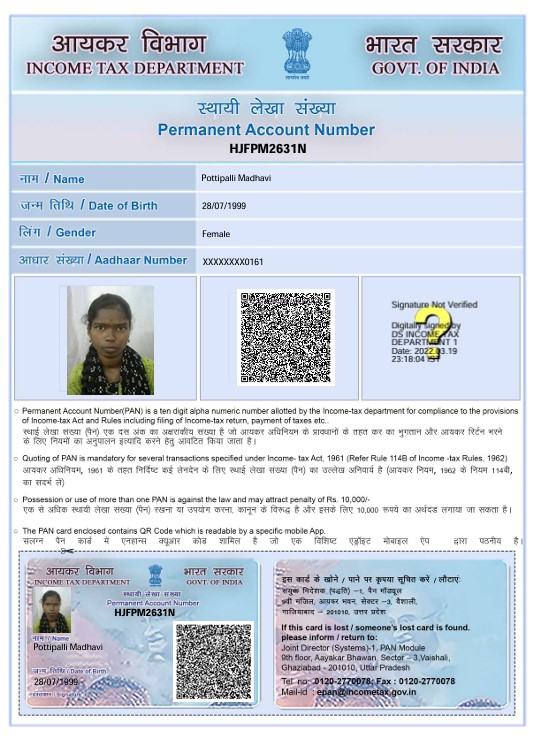 आयकर विभाग
INCOME TAX DEPARTMENT
भारत सरकार
GOVT. OF INDIA
स्थायी लेखा संख्या
Permanent Account Number
HJFPM2631N
नाम / Name
Pottipalli Madhavi
जन्म तिथि / Date of Birth
28/07/1999
लिंग / Gender
Female
आधार संख्या / Aadhaar Number
XXXXXXXX0161
Signature Not Verified
Digitally signed by
DS INCOME TAX
DEPARTMENT 1
Date: 2022.03.19
23:18:04 IST
○ Permanent Account Number(PAN) is a ten digit alpha numeric number allotted by the Income-tax department for compliance to the provisions
of Income-tax Act and Rules including filing of Income-tax return, payment of taxes etc..
स्थाई लेखा संख्या (पैन) एक दस अंक का अक्षरांकीय संख्या है जो आयकर अधिनियम के प्राक्धानों के तहत कर का भुगतान और आयकर रिर्टन भरने
के लिए नियमों का अनुपालन इत्यादि करने हेतु आवटित किया जाता है।
○ Quoting of PAN is mandatory for several transactions specified under Income- tax Act, 1961 (Refer Rule 114B of Income -tax Rules, 1962)
आयकर अधिनियम, 1961 के तहत निर्दिष्ट कई लेनदेन के लिए स्थाई लेखा संख्या (पैन) का उल्लेख अनिवार्य है (आयकर नियम, 1962 के नियम 114बी,
का संदर्भ लें)
○ Possession or use of more than one PAN is against the law and may attract penalty of Rs. 10,000/-
एक से अधिक स्थायी लेखा संख्या (पैन) रखना या उपयोग करना, कानून के विरूद्ध है और इसके लिए 10,000 रूपये का अर्थदंड लगाया जा सकता है।
○ The PAN card enclosed contains QR Code which is readable by a specific mobile App.
सलग्न पैन कार्ड में एनहान्स क्यूआर कोड शामिल है जो एक विशिष्ट एड्रॉइट मोबाइल ऐप द्वारा पठनीय है।
आयकर विभाग
INCOME TAX DEPARTMENT
भारत सरकार
GOVT. OF INDIA
स्थायी लेखा संख्या
Permanent Account Number
HJFPM2631N
नाम / Name
Pottipalli Madhavi
जन्म तिथि / Date of Birth
28/07/1999
हस्ताक्षर / Signature
इस कार्ड के खोने / पाने पर कृप्या सूचित करें / लौटाएं:
संयुक्त निदेशक (पद्धति) –1, पैन मॉड्यूल
9वीं मंजिल, आयकर भवन, सेक्टर –3, वैशाली,
गाजियाबाद – 201010, उत्तर प्रदेश
If this card is lost / someone's lost card is found.
please inform / return to:
Joint Director (Systems)-1, PAN Module
9th floor, Aayakar Bhawan, Sector – 3,Vaishali,
Ghaziabad - 201010, Uttar Pradesh
Tel no :0120-2770078; Fax : 0120-2770078
Mail-id : epan@incometax.gov.in